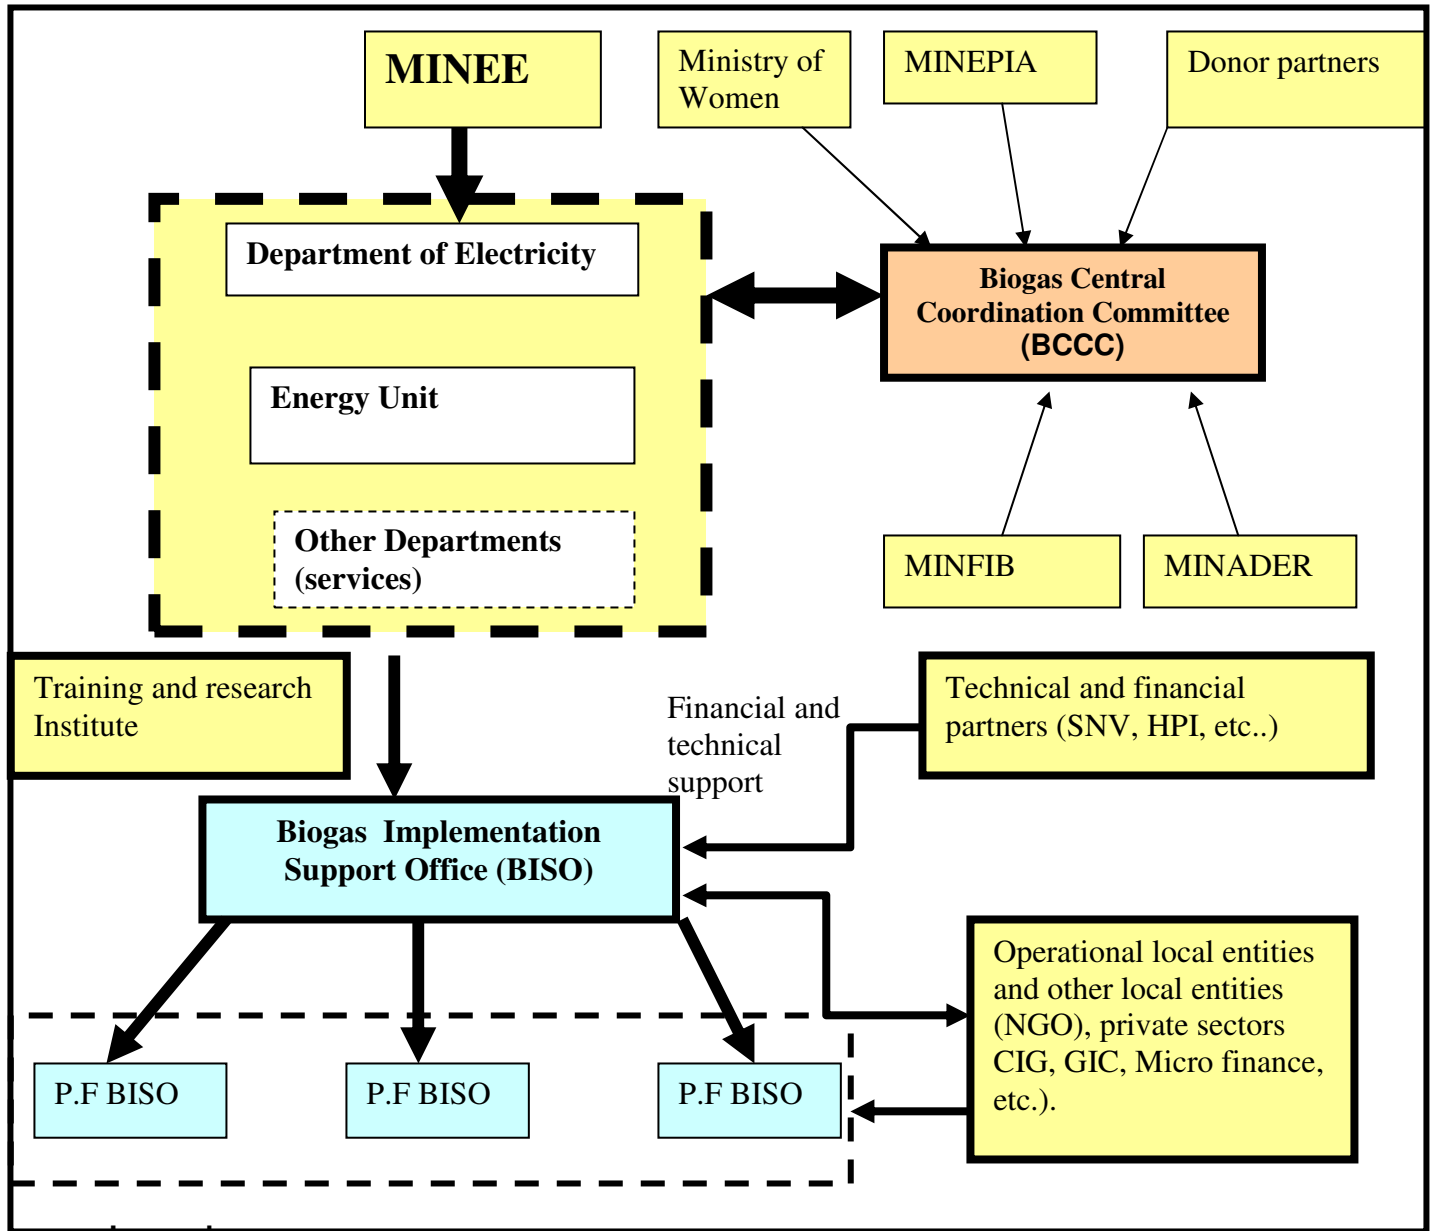 MINEE
Ministry of
Women
MINEPIA
Donor partners
Department of Electricity
Biogas Central
Coordination Committee
(BCCC)
Energy Unit
Other Departments
(services)
MINFIB
MINADER
Training and research
Institute
Financial and
technical
support
Technical and financial
partners (SNV, HPI, etc..)
Biogas Implementation
Support Office (BISO)
Operational local entities
and other local entities
(NGO), private sectors
CIG, GIC, Micro finance,
etc.).
P.F BISO
P.F BISO
P.F BISO